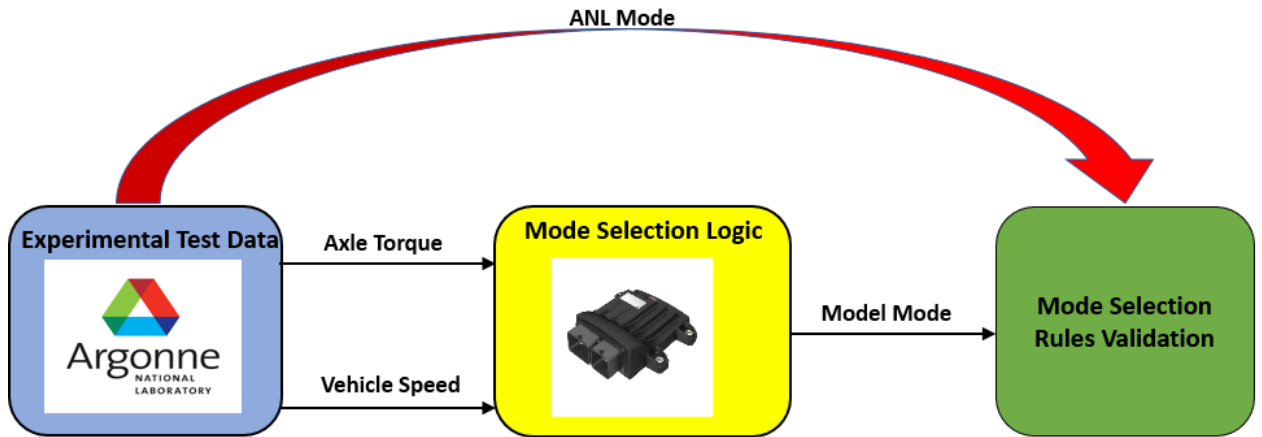 ANL Mode
Experimental Test Data
Argonne
NATIONAL
LABORATORY
Axle Torque
Vehicle Speed
Mode Selection Logic
Model Mode
Mode Selection
Rules Validation